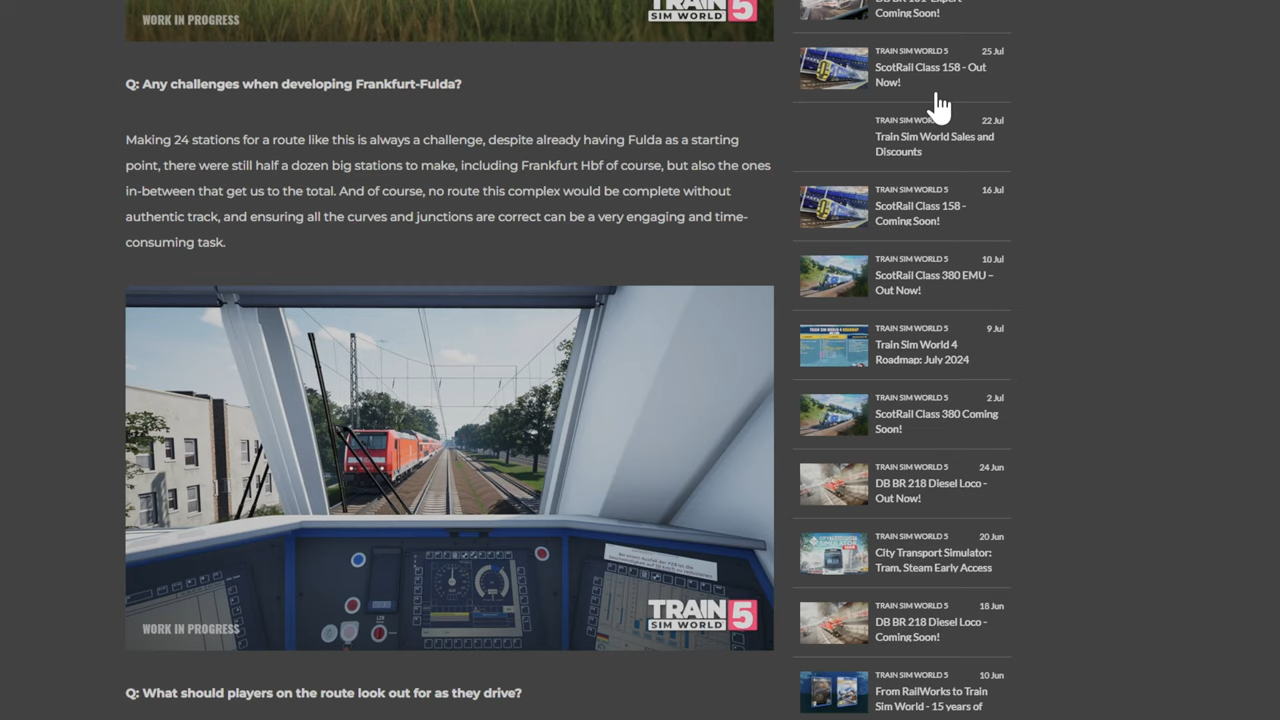 WORK IN PROGRESS
TRAIN
SIM WORLD 5
Q: Any challenges when developing Frankfurt-Fulda?
Making 24 stations for a route like this is always a challenge, despite already having Fulda as a starting
point, there were still half a dozen big stations to make, including Frankfurt Hbf of course, but also the ones
in-between that get us to the total. And of course, no route this complex would be complete without
authentic track, and ensuring all the curves and junctions are correct can be a very engaging and time-
consuming task.
WORK IN PROGRESS
TRAIN
SIM WORLD 5
Q: What should players on the route look out for as they drive?
Coming Soon!
TRAIN SIM WORLD 5 25 Jul
ScotRail Class 158 - Out
Now!
TRAIN SIM 22 Jul
Train Sim World Sales and
Discounts
TRAIN SIM WORLD 5 16 Jul
ScotRail Class 158 -
Coming Soon!
TRAIN SIM WORLD 5 10 Jul
ScotRail Class 380 EMU –
Out Now!
TRAIN SIM WORLD 5 9 Jul
Train Sim World 4
Roadmap: July 2024
TRAIN SIM WORLD 5 2 Jul
ScotRail Class 380 Coming
Soon!
TRAIN SIM WORLD 5 24 Jun
DB BR 218 Diesel Loco -
Out Now!
TRAIN SIM WORLD 5 20 Jun
City Transport Simulator:
Tram, Steam Early Access
TRAIN SIM WORLD 5 18 Jun
DB BR 218 Diesel Loco -
Coming Soon!
TRAIN SIM WORLD 5 10 Jun
From RailWorks to Train
Sim World - 15 years of